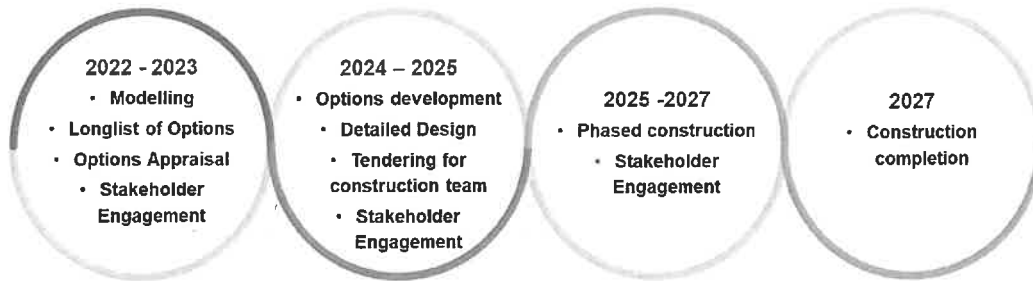 2022 - 2023
• Modelling
• Longlist of Options
• Options Appraisal
• Stakeholder
Engagement
2024 – 2025
• Options development
• Detailed Design
• Tendering for
construction team
• Stakeholder
Engagement
2025 -2027
• Phased construction
• Stakeholder
Engagement
2027
• Construction
completion